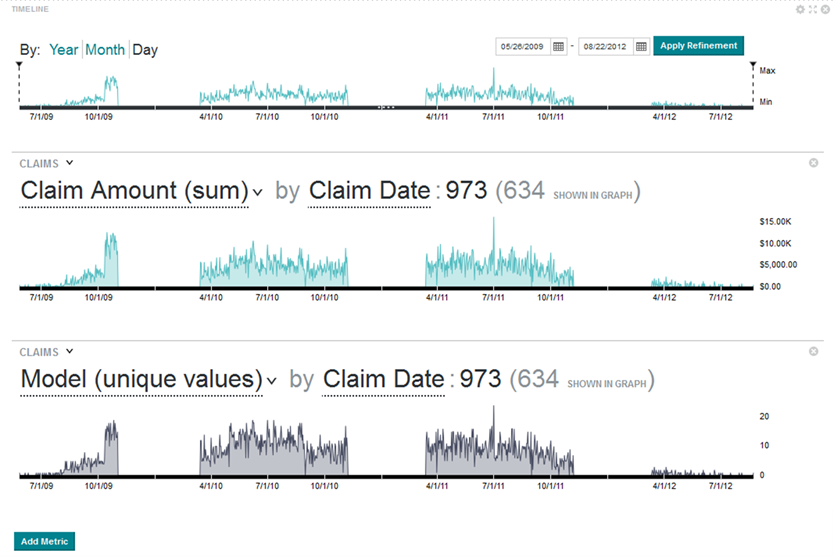 TIMELINE
By: Year Month Day
05/26/2009 - 08/22/2012 Apply Refinement
Max
Min
7/1/09 10/1/09 4/1/10 7/1/10 10/1/10 4/1/11 7/1/11 10/1/11 4/1/12 7/1/12
CLAIMS
Claim Amount (sum) by Claim Date : 973 (634 SHOWN IN GRAPH)
$15.00K
$10.00K
$5,000.00
$0.00
7/1/09 10/1/09 4/1/10 7/1/10 10/1/10 4/1/11 7/1/11 10/1/11 4/1/12 7/1/12
CLAIMS
Model (unique values) by Claim Date : 973 (634 SHOWN IN GRAPH)
20
10
0
7/1/09 10/1/09 4/1/10 7/1/10 10/1/10 4/1/11 7/1/11 10/1/11 4/1/12 7/1/12
Add Metric